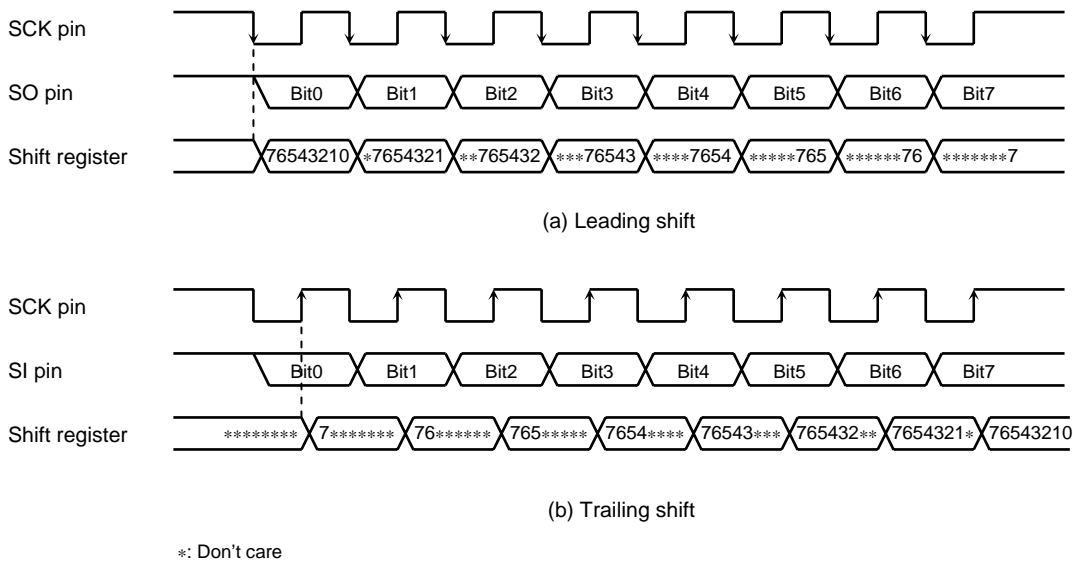 SCK pin
SO pin Bit0 Bit1 Bit2 Bit3 Bit4 Bit5 Bit6 Bit7
Shift register 76543210 *7654321 **765432 ***76543 ****7654 *****765 ******76 *******7
(a) Leading shift
SCK pin
SI pin Bit0 Bit1 Bit2 Bit3 Bit4 Bit5 Bit6 Bit7
Shift register ******** 7******* 76****** 765***** 7654**** 76543*** 765432** 7654321* 76543210
(b) Trailing shift
*: Don't care